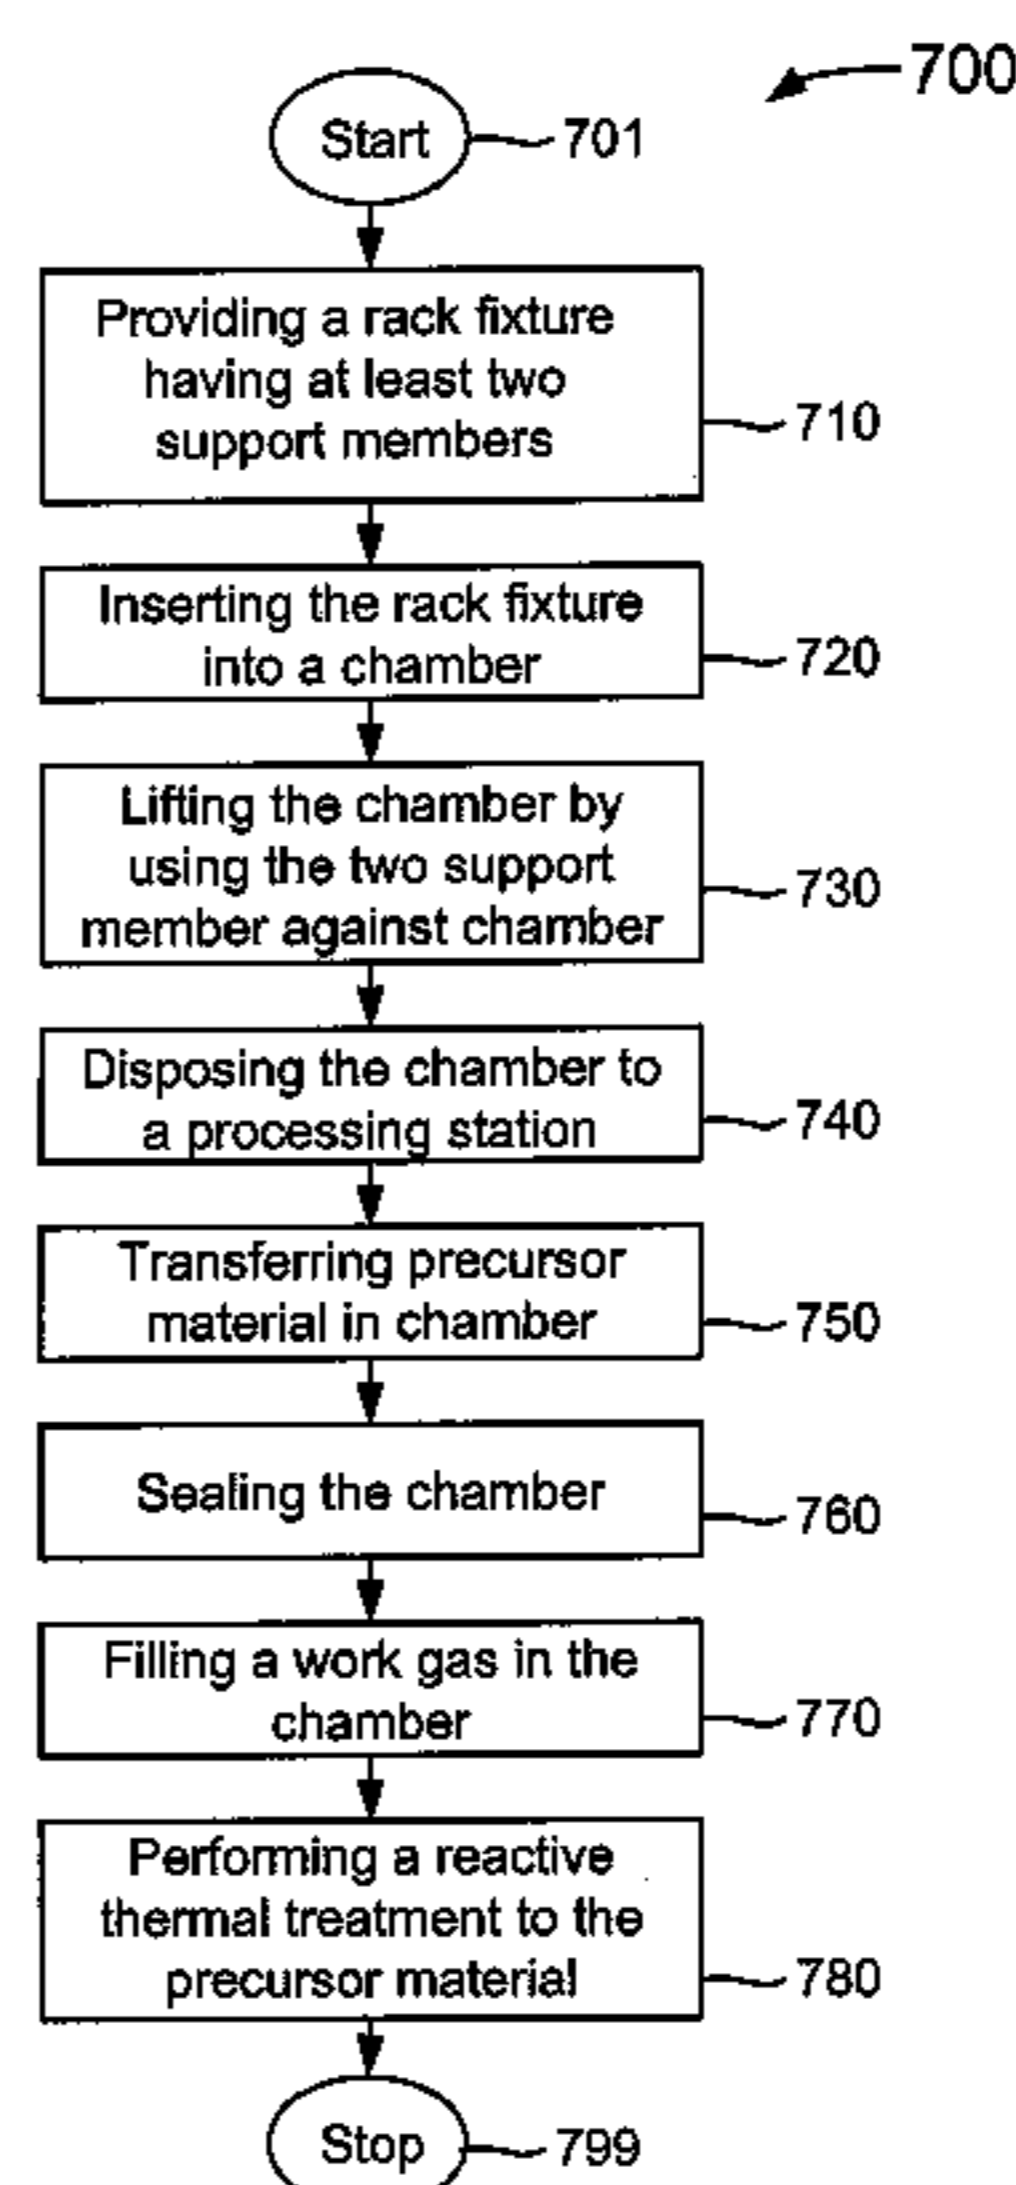 700
Start
701
Providing a rack fixture
having at least two
support members
710
Inserting the rack fixture
into a chamber
720
Lifting the chamber by
using the two support
member against chamber
730
Disposing the chamber to
a processing station
740
Transferring precursor
material in chamber
750
Sealing the chamber
760
Filling a work gas in the
chamber
770
Performing a reactive
thermal treatment to the
precursor material
780
Stop
799